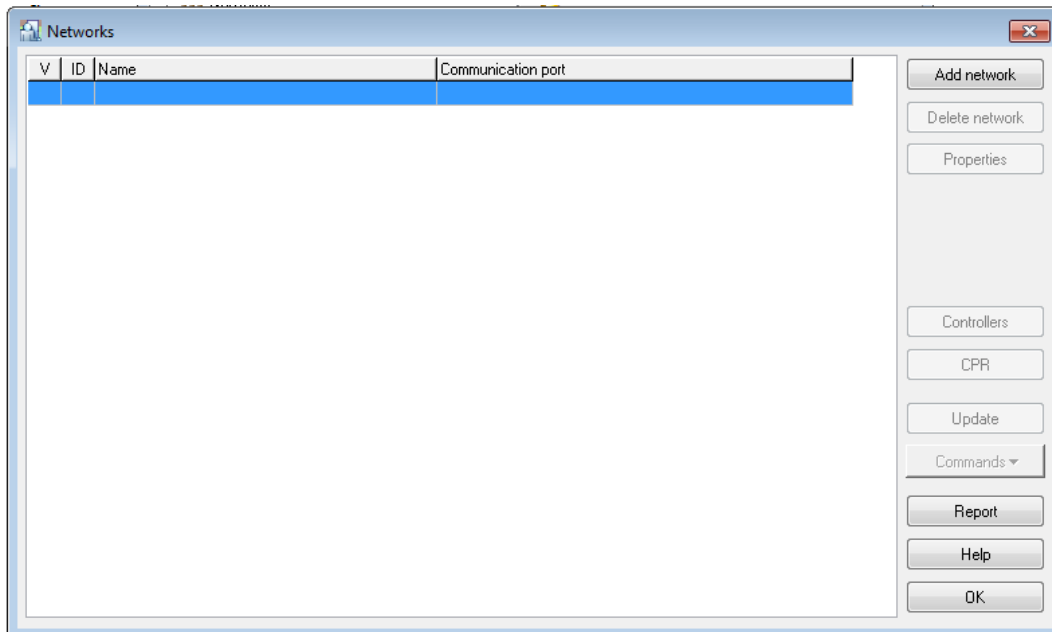 Networks
V ID Name Communication port
Add network
Delete network
Properties
Controllers
CPR
Update
Commands
Report
Help
OK